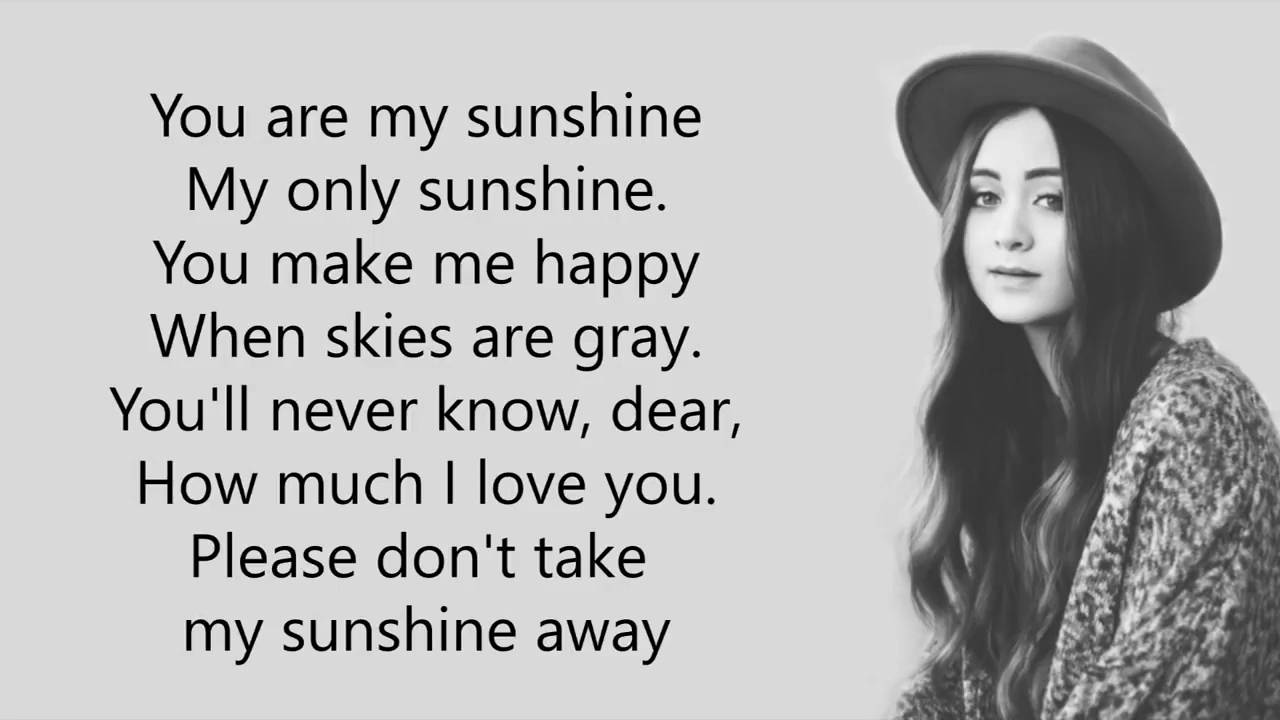 You are my sunshine
My only sunshine.
You make me happy
When skies are gray.
You'll never know, dear,
How much I love you.
Please don't take
my sunshine away